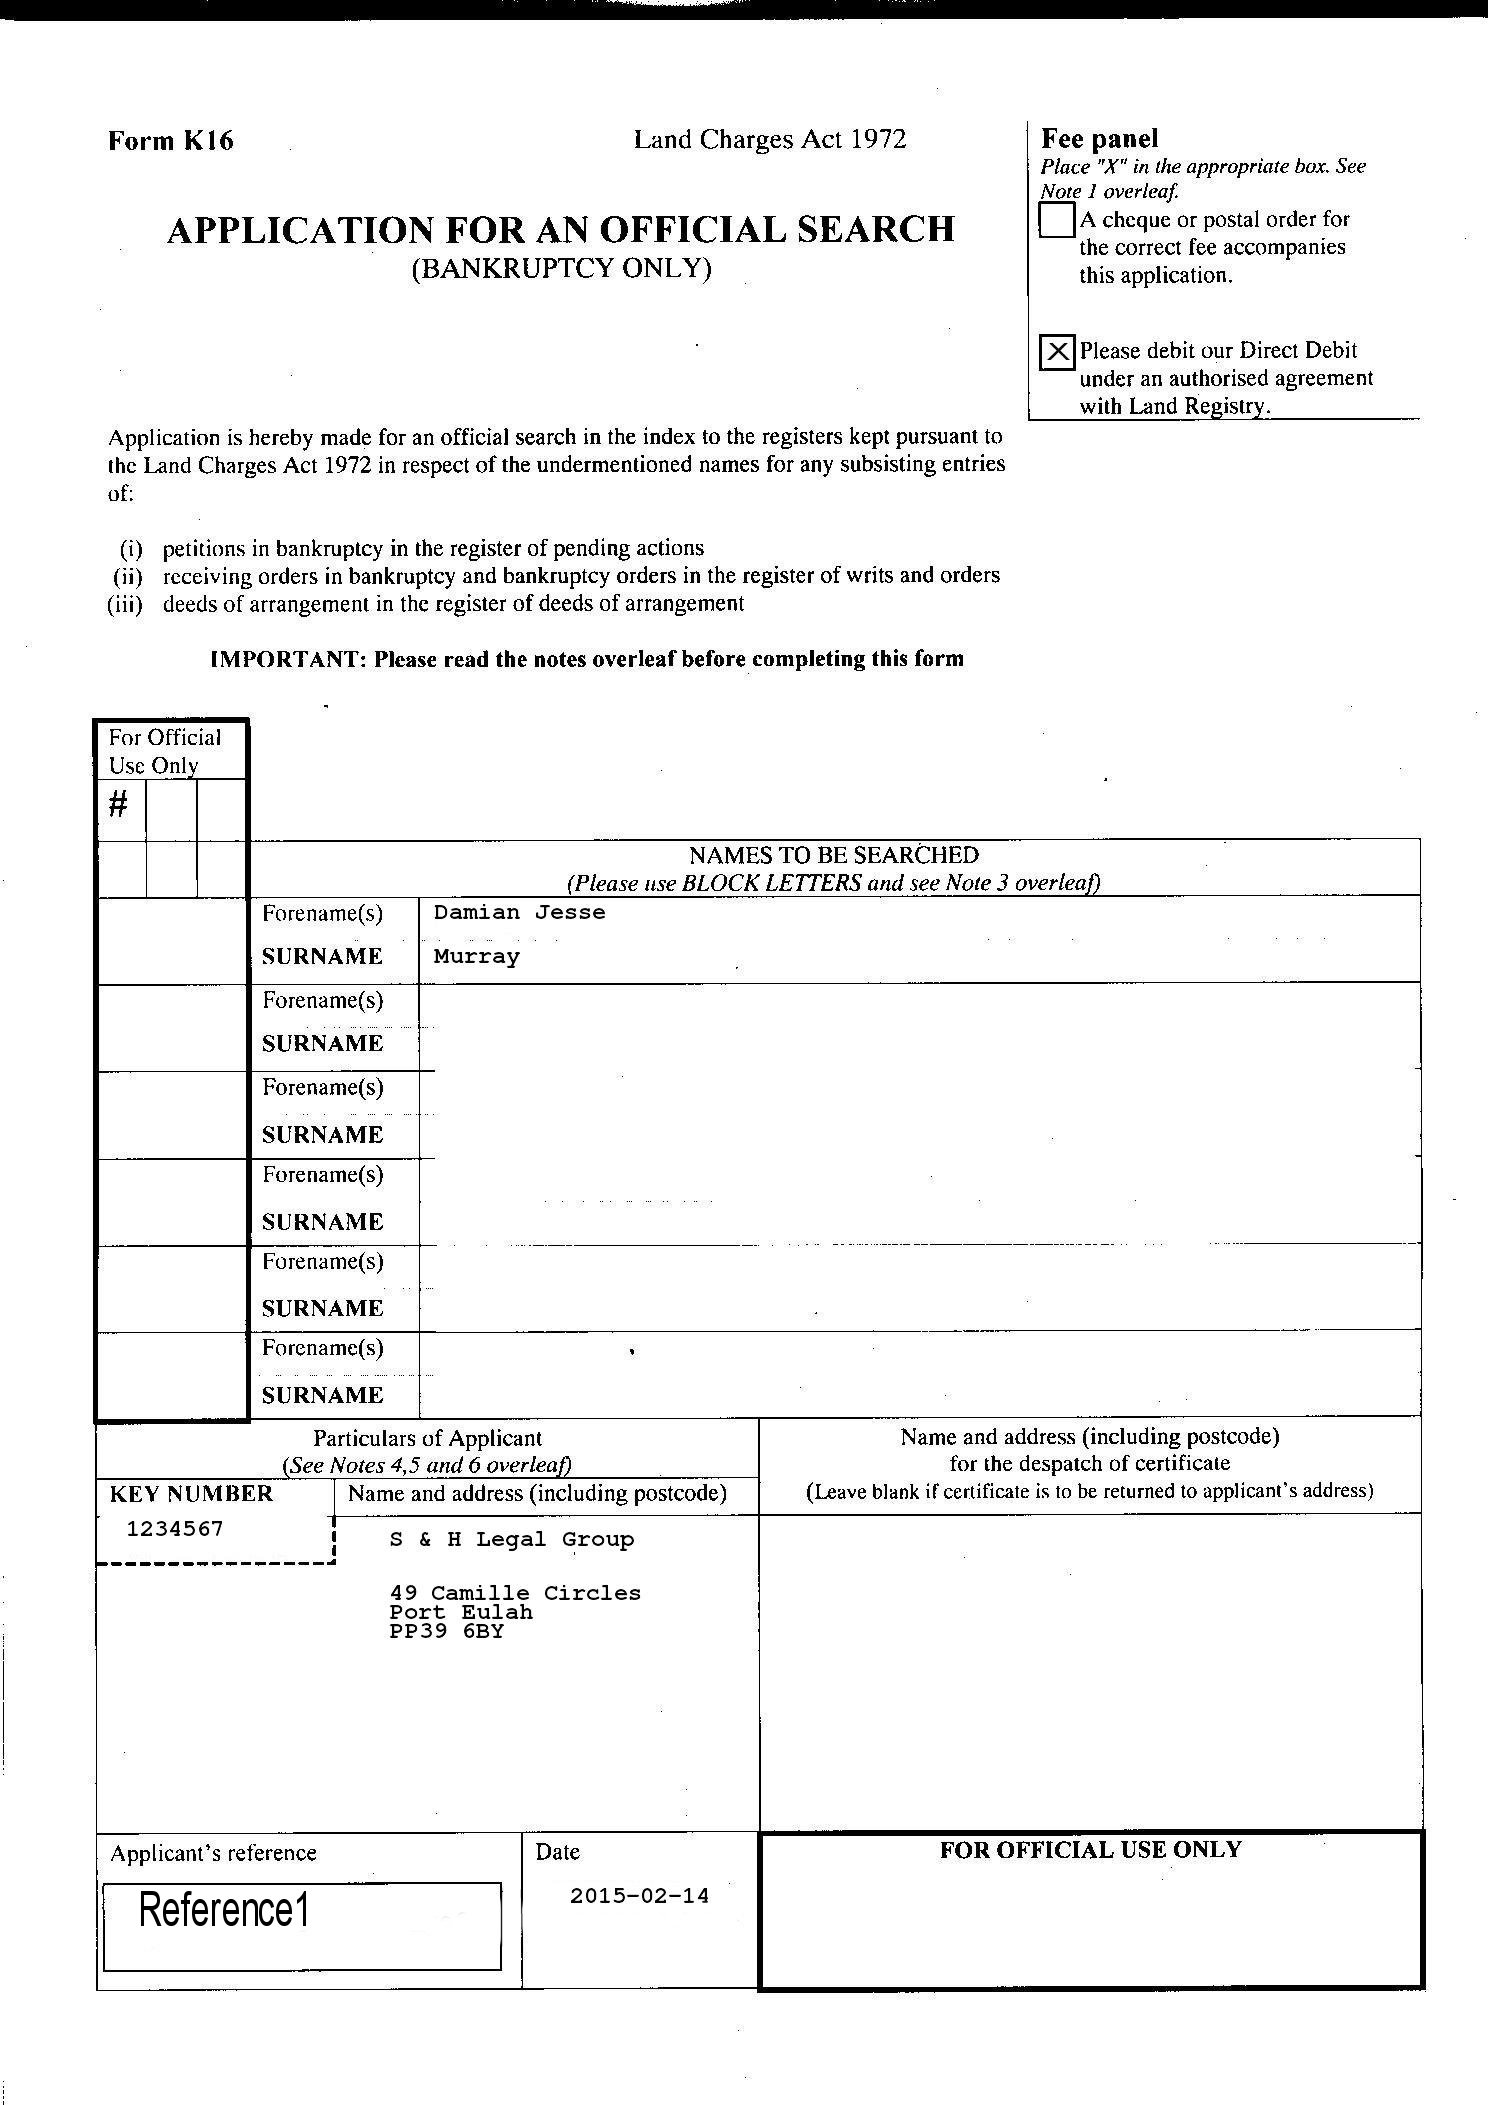 Form K16
Land Charges Act 1972
APPLICATION FOR AN OFFICIAL SEARCH
(BANKRUPTCY ONLY)
Fee panel
Place "X" in the appropriate box. See
Note 1 overleaf.
A cheque or postal order for
the correct fee accompanies
this application.
X Please debit our Direct Debit
under an authorised agreement
with Land Registry.
Application is hereby made for an official search in the index to the registers kept pursuant to
the Land Charges Act 1972 in respect of the undermentioned names for any subsisting entries
of:
(i) petitions in bankruptcy in the register of pending actions
(ii) receiving orders in bankruptcy and bankruptcy orders in the register of writs and orders
(iii) deeds of arrangement in the register of deeds of arrangement
IMPORTANT: Please read the notes overleaf before completing this form
For Official
Use Only
#
NAMES TO BE SEARCHED
(Please use BLOCK LETTERS and see Note 3 overleaf)
Forename(s) Damian Jesse
SURNAME Murray
Forename(s)
SURNAME
Forename(s)
SURNAME
Forename(s)
SURNAME
Forename(s)
SURNAME
Forename(s)
SURNAME
Particulars of Applicant
(See Notes 4,5 and 6 overleaf)
KEY NUMBER
1234567
Name and address (including postcode)
S & H Legal Group
49 Camille Circles
Port Eulah
PP39 6BY
Name and address (including postcode)
for the despatch of certificate
(Leave blank if certificate is to be returned to applicant's address)
Applicant's reference
Reference1
Date
2015-02-14
FOR OFFICIAL USE ONLY